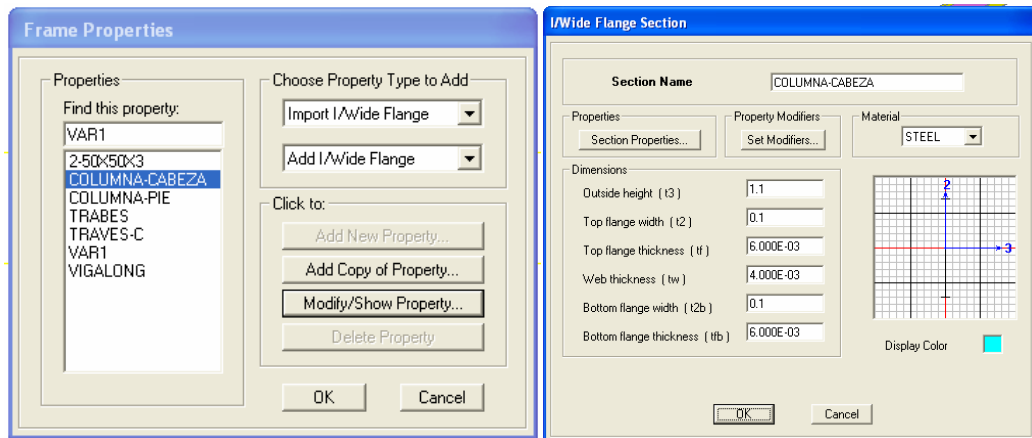 Frame Properties
Properties
Find this property:
VAR1
2-50X50X3
COLUMNA-CABEZA
COLUMNA-PIE
TRABES
TRAVES-C
VAR1
VIGALONG
Choose Property Type to Add
Import I/Wide Flange
Add I/Wide Flange
Click to:
Add New Property...
Add Copy of Property...
Modify/Show Property...
Delete Property
OK Cancel
I/Wide Flange Section
Section Name COLUMNA-CABEZA
Properties Property Modifiers Material
Section Properties... Set Modifiers... STEEL
Dimensions
Outside height ( t3 ) 1.1
Top flange width ( t2 ) 0.1
Top flange thickness ( tf ) 6.000E-03
Web thickness ( tw ) 4.000E-03
Bottom flange width ( t2b ) 0.1
Bottom flange thickness ( tfb ) 6.000E-03
2
3
Display Color
OK Cancel